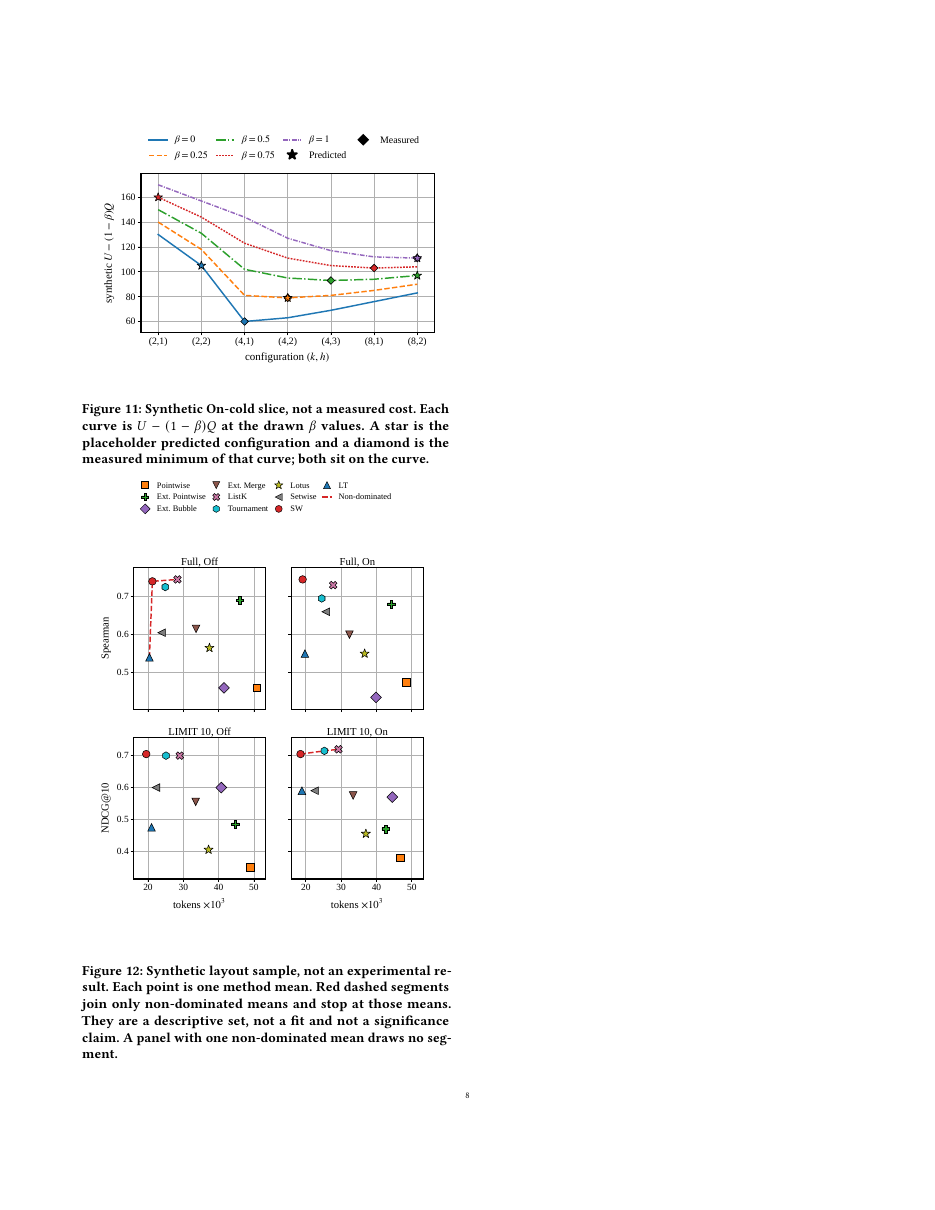 β = 0 β = 0.5 β = 1 Measured
β = 0.25 β = 0.75 Predicted
synthetic U − (1 − β)Q
160
140
120
100
80
60
(2,1) (2,2) (4,1) (4,2) (4,3) (8,1) (8,2)
configuration (k, h)
Figure 11: Synthetic On-cold slice, not a measured cost. Each
curve is U − (1 − β)Q at the drawn β values. A star is the
placeholder predicted configuration and a diamond is the
measured minimum of that curve; both sit on the curve.
Pointwise Ext. Merge Lotus LT
Ext. Pointwise ListK Setwise Non-dominated
Ext. Bubble Tournament SW
Full, Off Full, On
Spearman
0.7
0.6
0.5
LIMIT 10, Off LIMIT 10, On
NDCG@10
0.7
0.6
0.5
0.4
20 30 40 50 20 30 40 50
tokens ×10³ tokens ×10³
Figure 12: Synthetic layout sample, not an experimental re-
sult. Each point is one method mean. Red dashed segments
join only non-dominated means and stop at those means.
They are a descriptive set, not a fit and not a significance
claim. A panel with one non-dominated mean draws no seg-
ment.
8